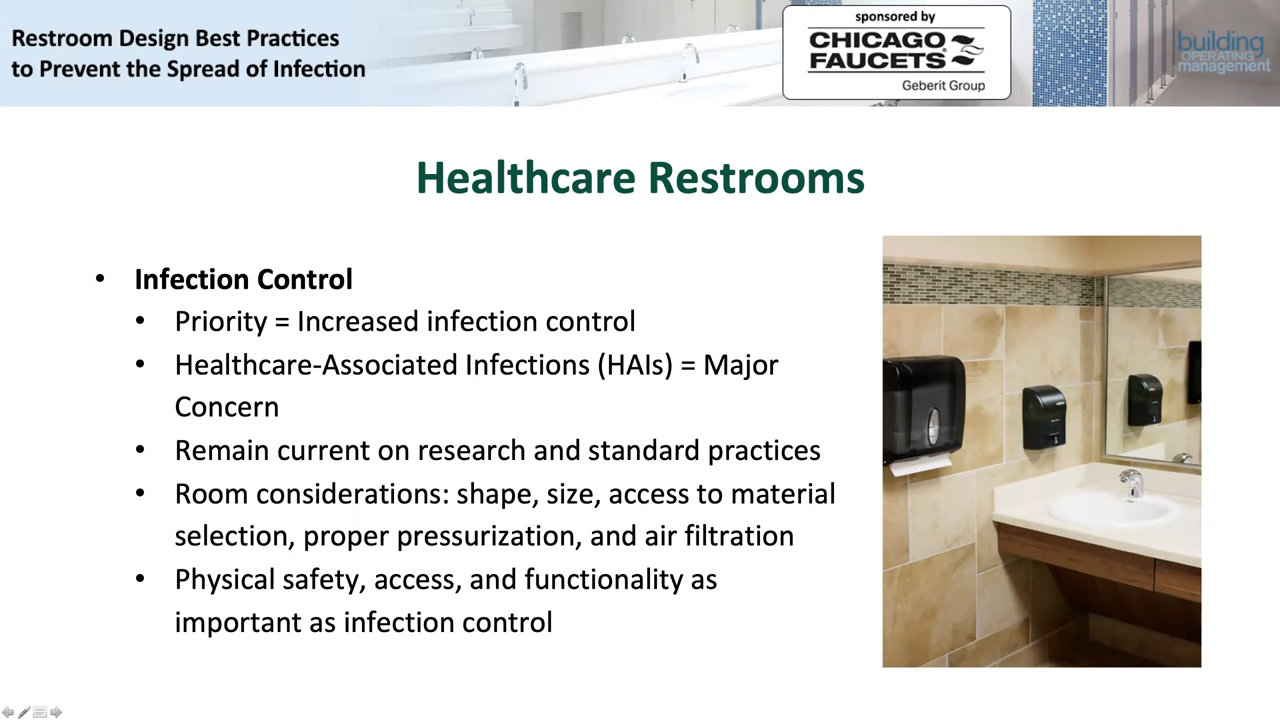 Restroom Design Best Practices
to Prevent the Spread of Infection
sponsored by
CHICAGO
FAUCETS
Geberit Group
building
OPERATING
management
Healthcare Restrooms
• Infection Control
• Priority = Increased infection control
• Healthcare-Associated Infections (HAIs) = Major
Concern
• Remain current on research and standard practices
• Room considerations: shape, size, access to material
selection, proper pressurization, and air filtration
• Physical safety, access, and functionality as
important as infection control